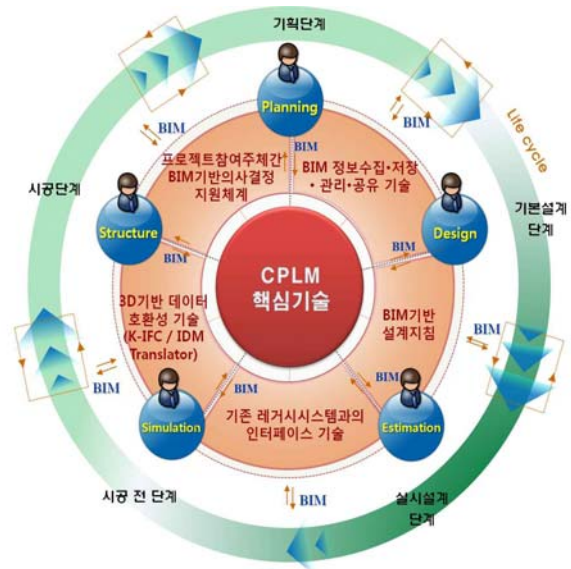 기획단계
Planning
BIM
BIM
BIM
Life cycle
프로젝트참여주체간
BIM기반의사결정
지원체계
BIM 정보수집•저장
• 관리•공유 기술
시공단계
Structure
Design
기본설계
단계
BIM
BIM
CPLM
핵심기술
3D기반 데이터
호환성 기술
(K-IFC / IDM
Translator)
BIM기반
설계지침
BIM
BIM
BIM
BIM
Simulation
기존 레거시시스템과의
인터페이스 기술
Estimation
시공 전 단계
BIM
실시설계
단계